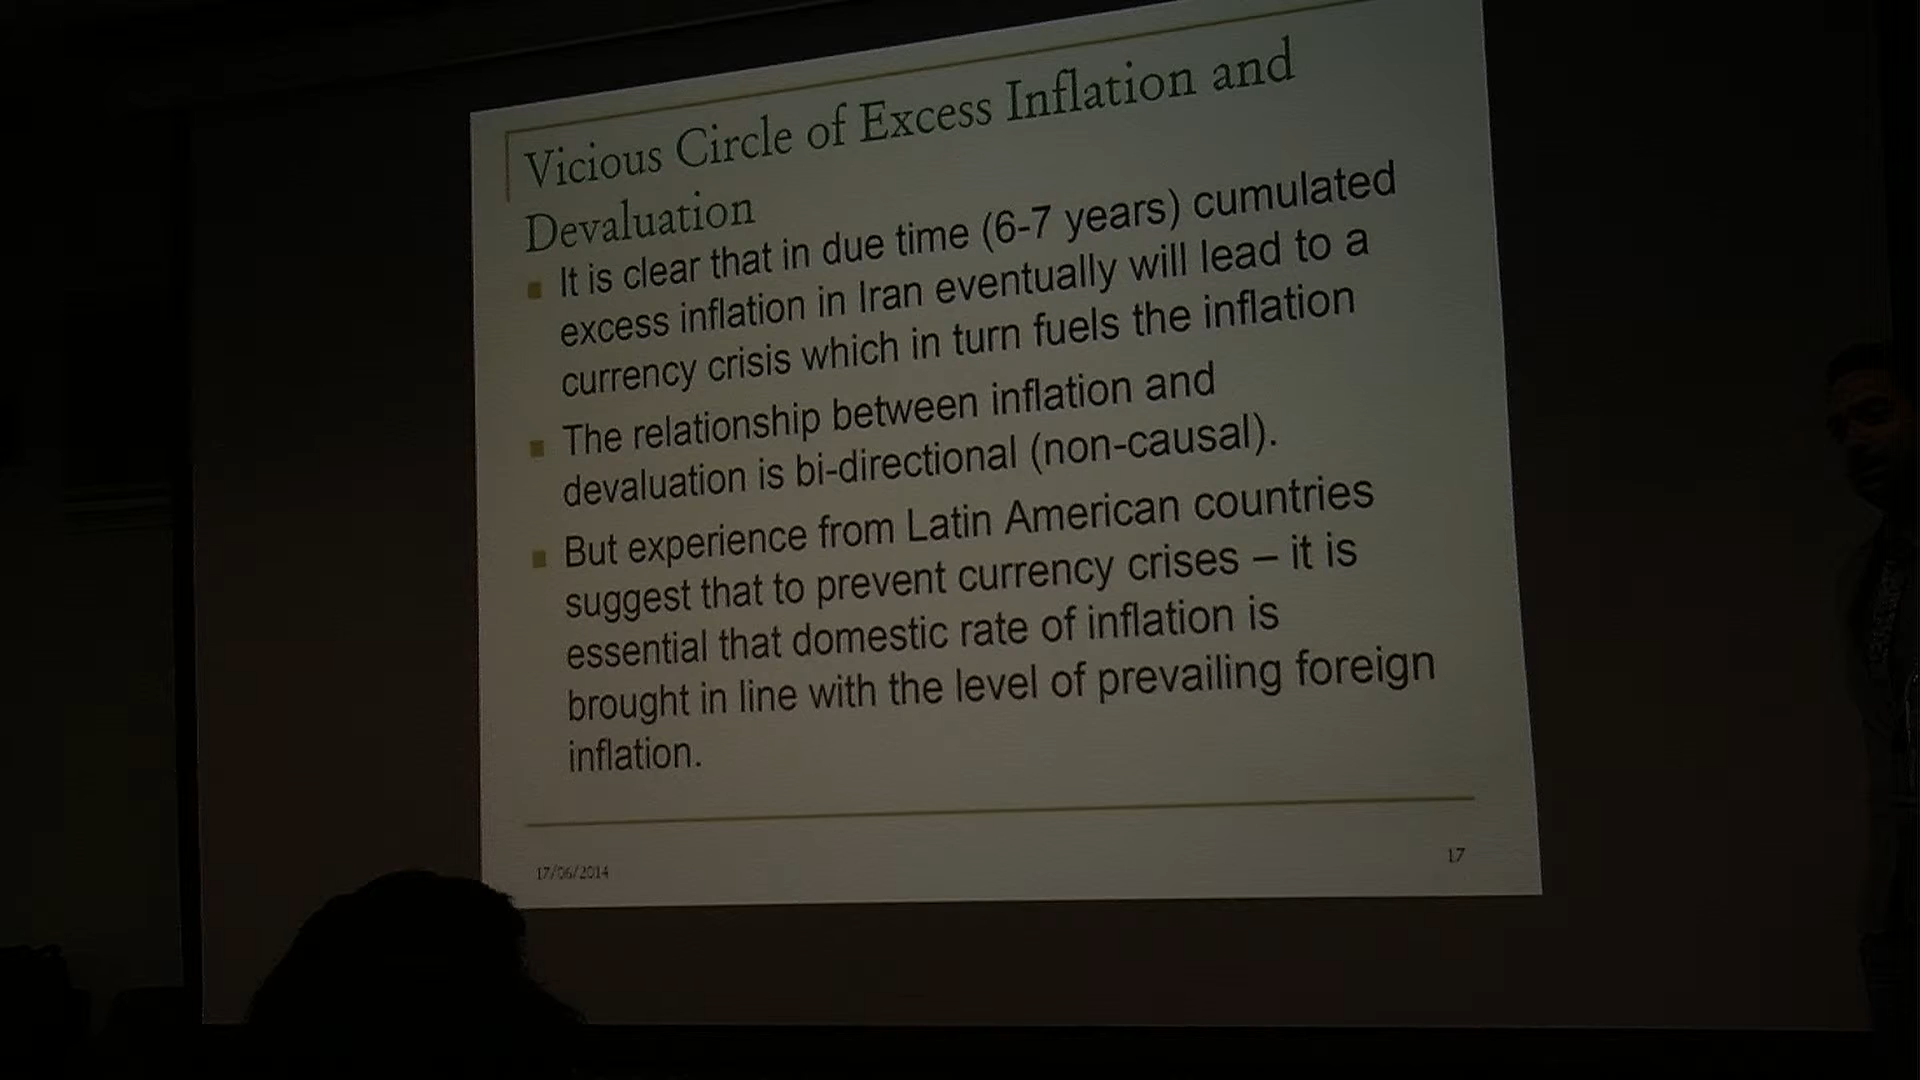 Vicious Circle of Excess Inflation and
Devaluation
It is clear that in due time (6-7 years) cumulated
excess inflation in Iran eventually will lead to a
currency crisis which in turn fuels the inflation
The relationship between inflation and
devaluation is bi-directional (non-causal).
But experience from Latin American countries
suggest that to prevent currency crises – it is
essential that domestic rate of inflation is
brought in line with the level of prevailing foreign
inflation.
17/06/2014
17